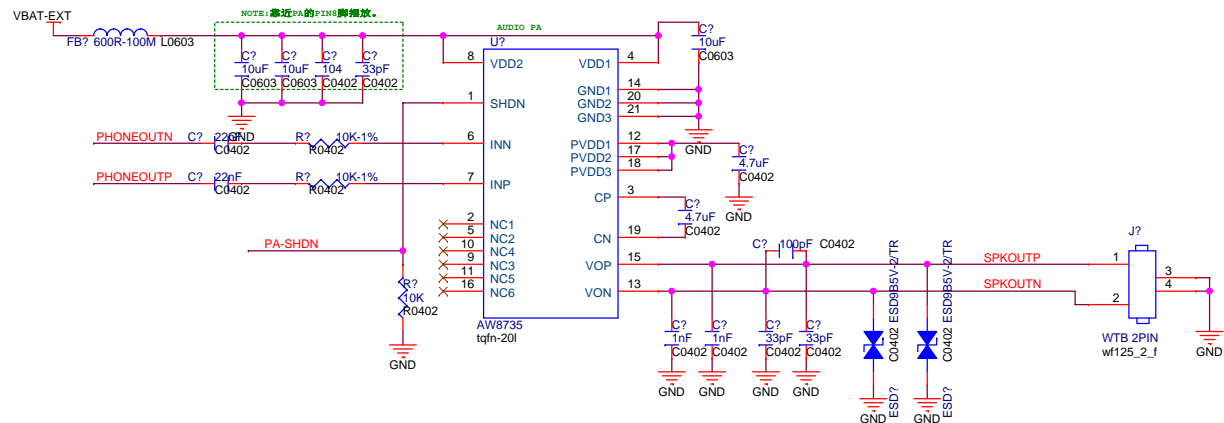 VBAT-EXT
FB? 600R-100M L0603
NOTE:靠近PA的PIN8脚摆放。
C?
10uF
C0603
C?
10uF
C0603
C?
104
C0402
C?
33pF
C0402
GND
AUDIO PA
U?
8 VDD2
1 SHDN
6 INN
7 INP
2 NC1
5 NC2
10 NC4
9 NC3
11 NC5
16 NC6
VDD1 4
GND1 14
GND2 20
GND3 21
PVDD1 12
PVDD2 17
PVDD3 18
CP 3
CN 19
VOP 15
VON 13
AW8735
tqfn-20l
PHONEOUTN
C? 22nF
C0402
R? 10K-1%
R0402
PHONEOUTP
C? 22nF
C0402
R? 10K-1%
R0402
PA-SHDN
R?
10K
R0402
GND
C?
10uF
C0603
GND
C?
4.7uF
C0402
GND
C?
4.7uF
C0402
C? 100pF C0402
C?
1nF
C0402
GND
C?
1nF
C0402
GND
C?
33pF
C0402
GND
C?
33pF
C0402
GND
ESD9B5V-2/TR
C0402
ESD?
GND
ESD9B5V-2/TR
C0402
ESD?
GND
SPKOUTP
SPKOUTN
J?
1
2
3
4
WTB 2PIN
wf125_2_f
GND